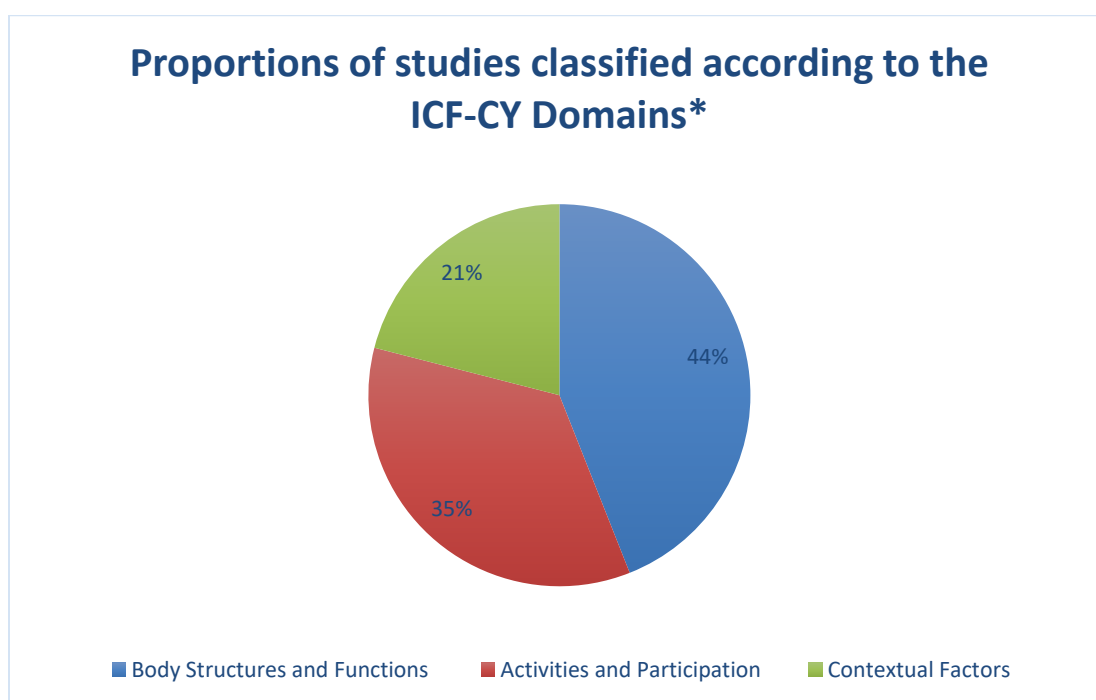 Proportions of studies classified according to the
ICF-CY Domains*
21%
44%
35%
Body Structures and Functions
Activities and Participation
Contextual Factors